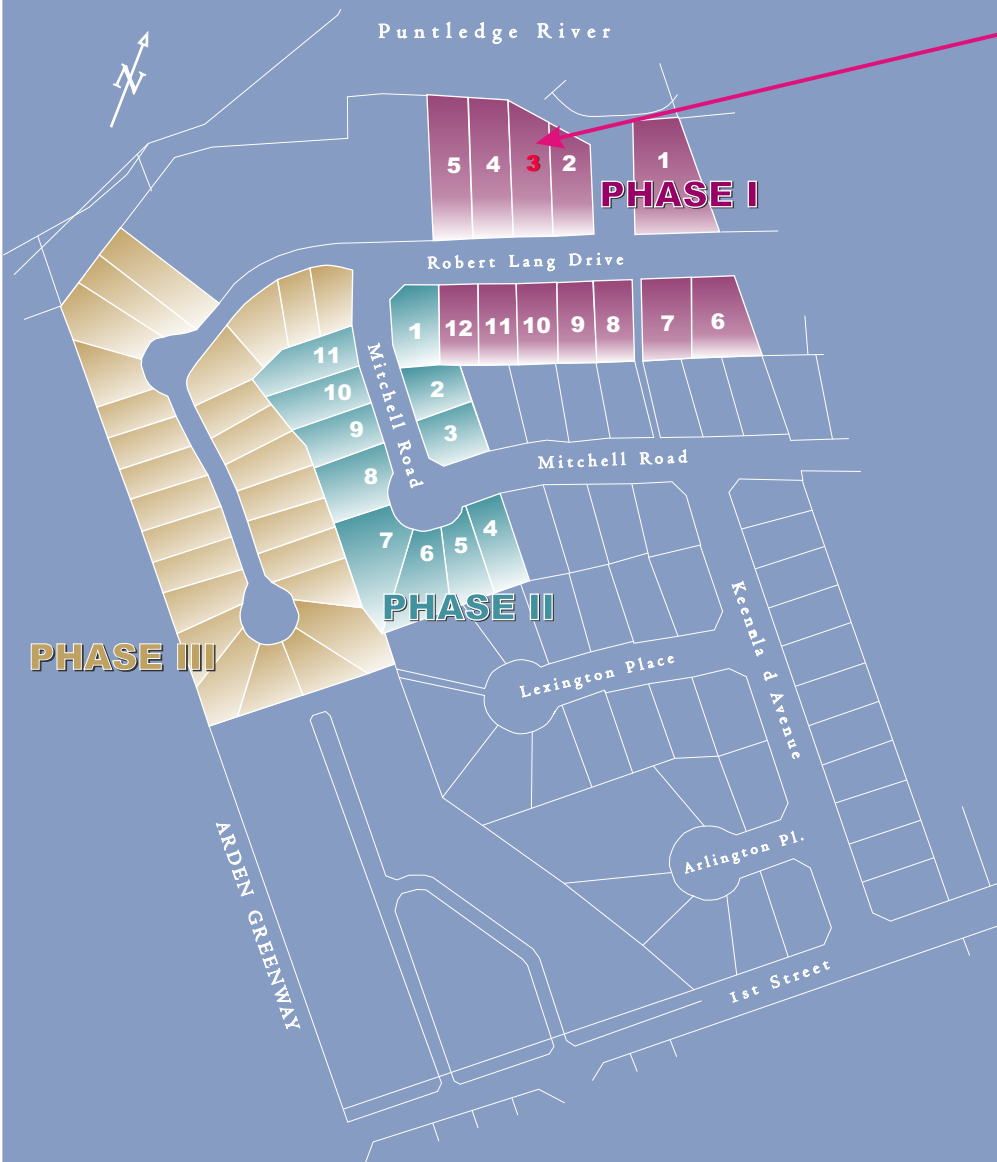 Puntledge River
N
5 4 3 2 1
PHASE I
Robert Lang Drive
1 12 11 10 9 8 7 6
11
10
9
8
Mitchell Road
2
3
Mitchell Road
7 6 5 4
PHASE II
PHASE III
Lexington Place
Keenala d Avenue
Arlington Pl.
ARDEN GREENWAY
1st Street